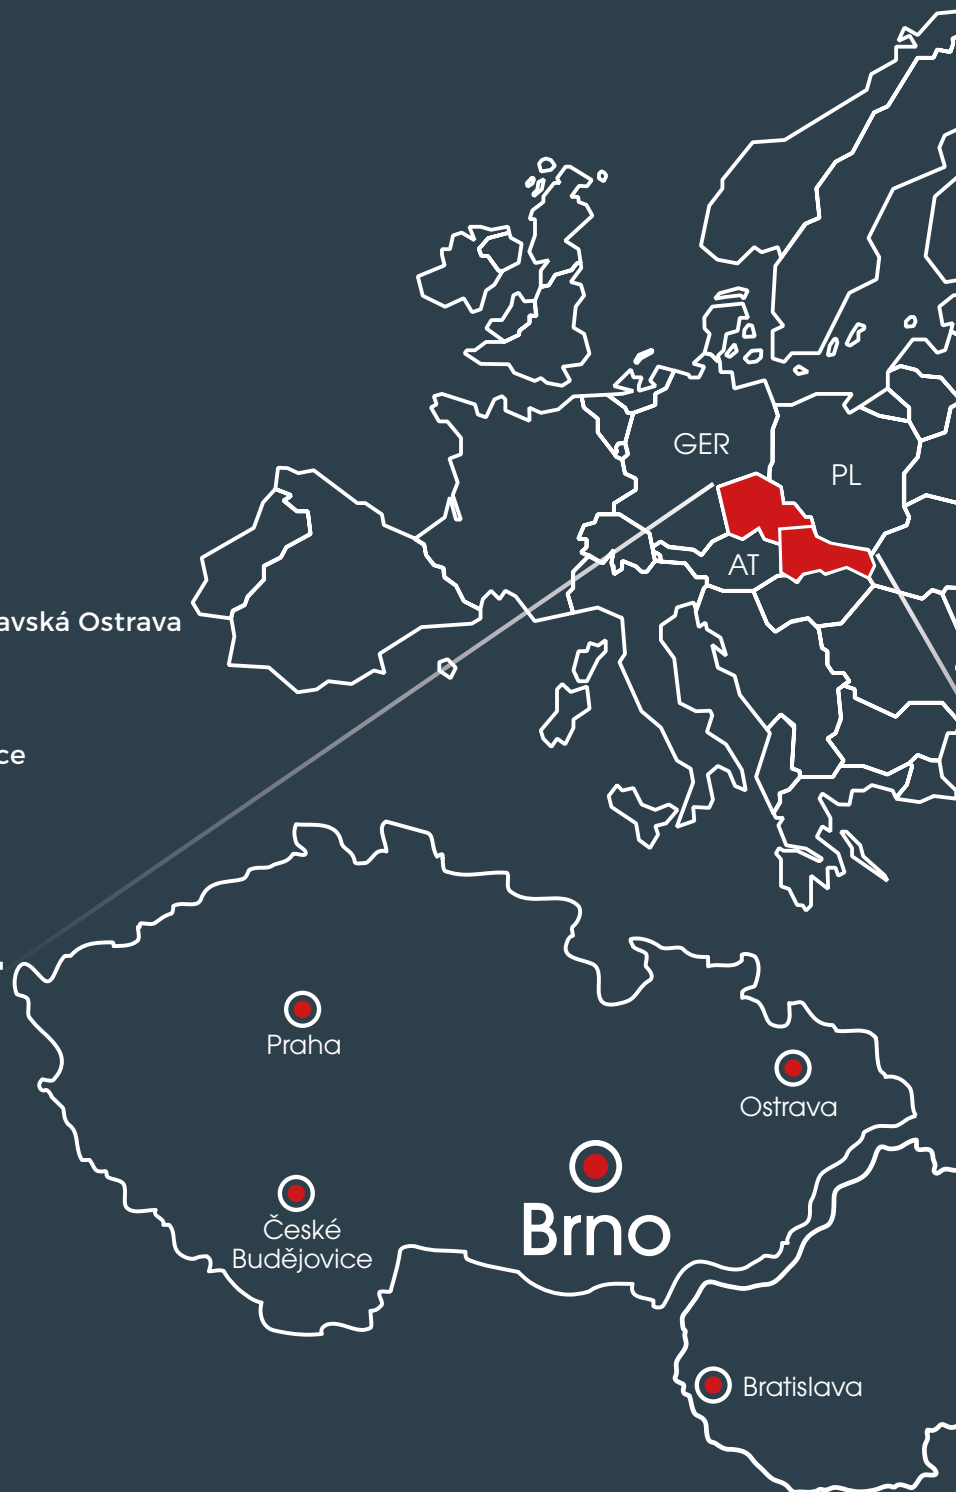 GER
PL
AT
avská Ostrava
ce
Praha
Ostrava
Brno
České
Budějovice
Bratislava